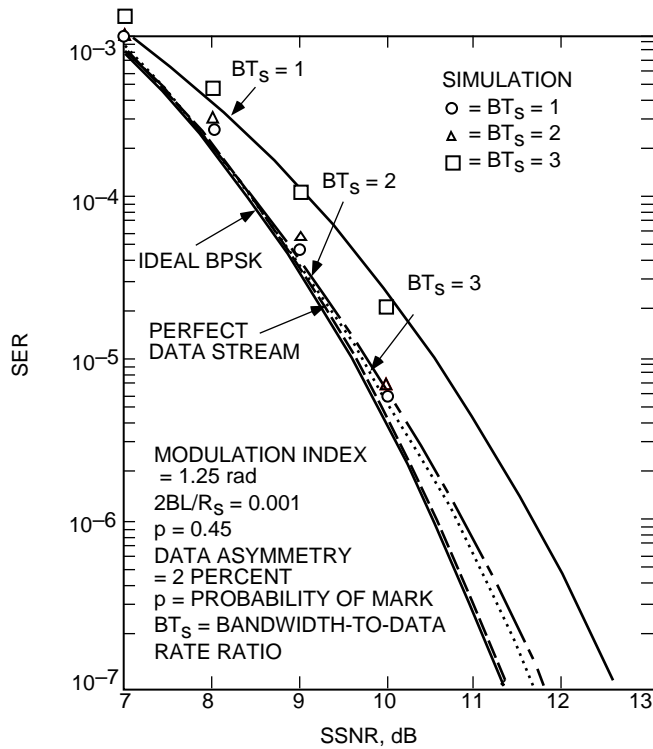 10–3
10–4
10–5
10–6
10–7
SER
7
8
9
10
11
12
13
SSNR, dB
BTS = 1
SIMULATION
= BTS = 1
= BTS = 2
= BTS = 3
BTS = 2
IDEAL BPSK
BTS = 3
PERFECT
DATA STREAM
MODULATION INDEX
= 1.25 rad
2BL/RS = 0.001
p = 0.45
DATA ASYMMETRY
= 2 PERCENT
p = PROBABILITY OF MARK
BTS = BANDWIDTH-TO-DATA
RATE RATIO